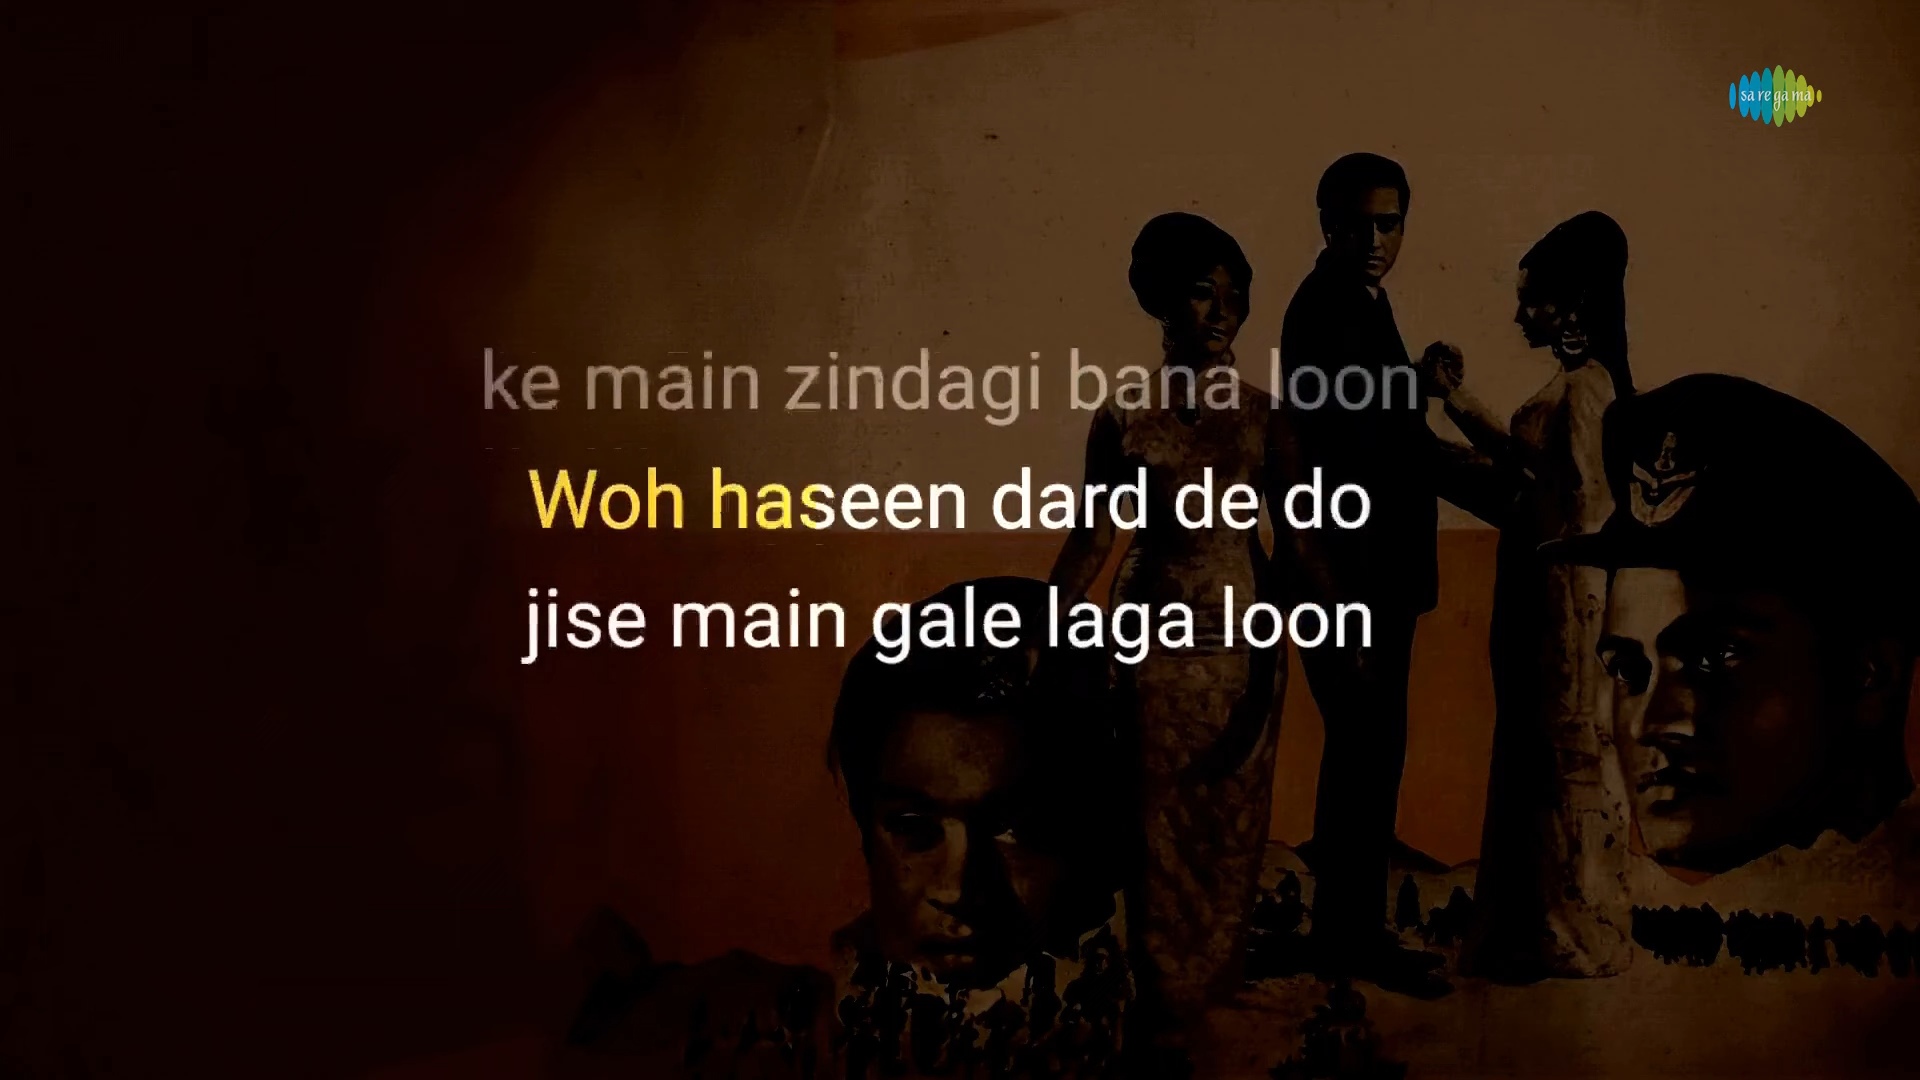 sa re ga ma
ke main zindagi bana loon
Woh haseen dard de do
jise main gale laga loon